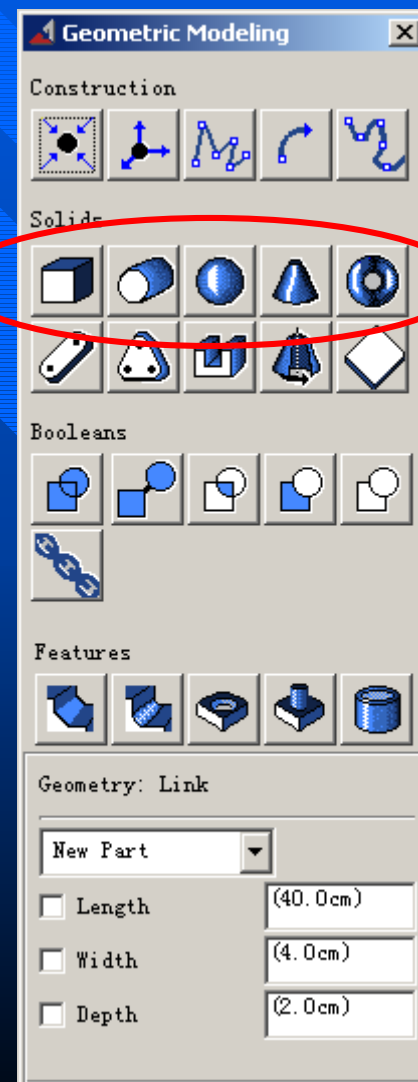 Geometric Modeling
Construction
Solids
Booleans
Features
Geometry: Link
New Part
Length (40.0cm)
Width (4.0cm)
Depth (2.0cm)